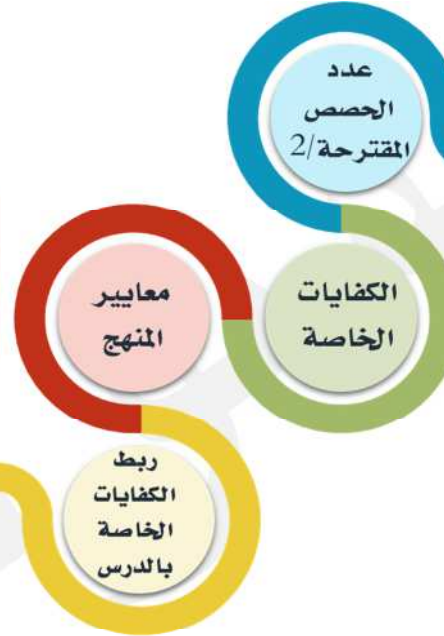 عدد
الحصص
المقترحة/2
الكفايات
الخاصة
معايير
المنهج
ربط
الكفايات
الخاصة
بالدرس